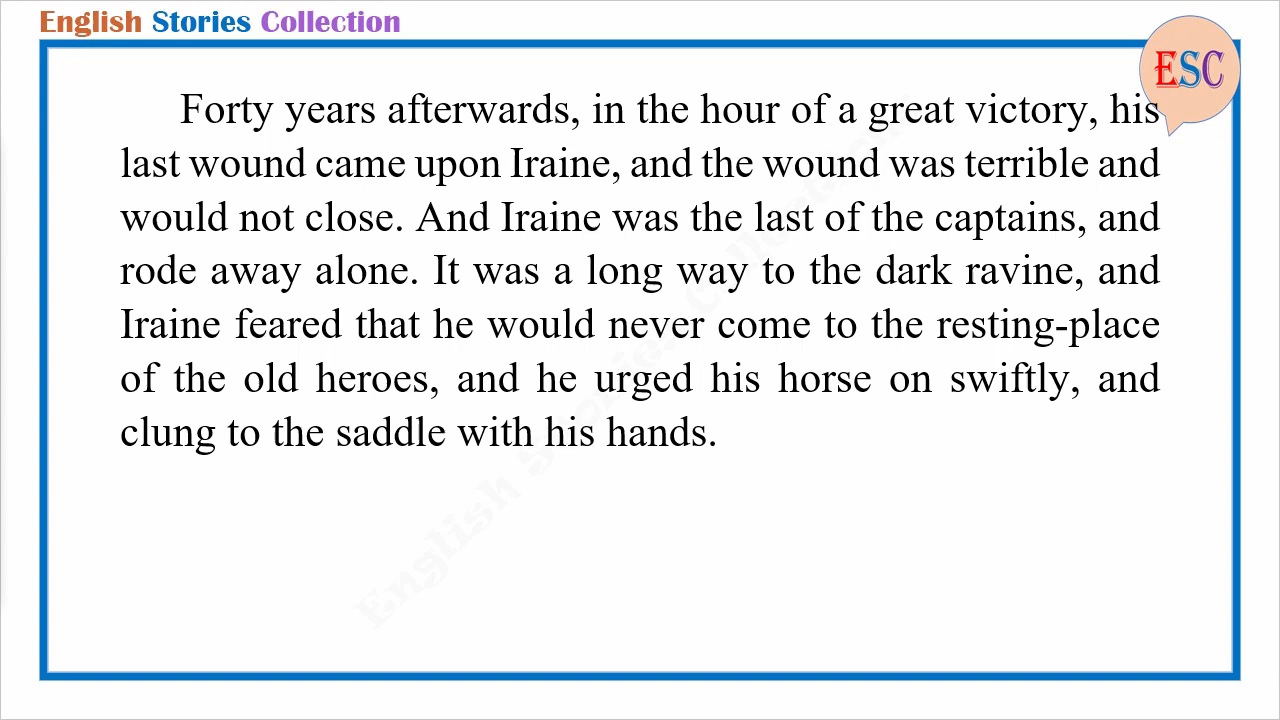 English Stories Collection
ESC
Forty years afterwards, in the hour of a great victory, his
last wound came upon Iraine, and the wound was terrible and
would not close. And Iraine was the last of the captains, and
rode away alone. It was a long way to the dark ravine, and
Iraine feared that he would never come to the resting-place
of the old heroes, and he urged his horse on swiftly, and
clung to the saddle with his hands.
English Stories Collection